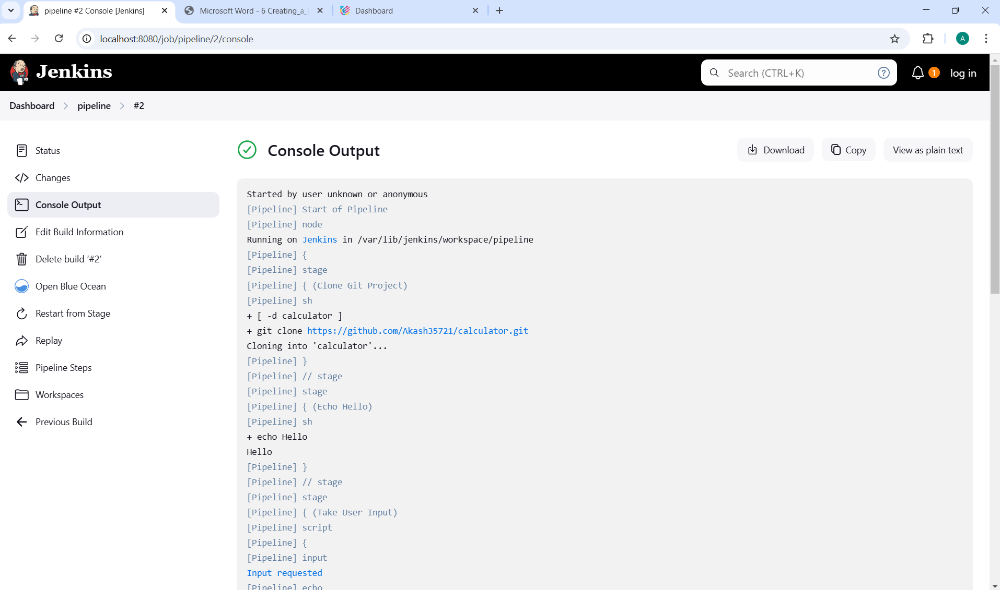 pipeline #2 Console [Jenkins]
Microsoft Word - 6 Creating_a_
Dashboard
localhost:8080/job/pipeline/2/console
A
Jenkins
Search (CTRL+K)
?
1
log in
Dashboard
pipeline
#2
Status
Changes
Console Output
Edit Build Information
Delete build ‘#2’
Open Blue Ocean
Restart from Stage
Replay
Pipeline Steps
Workspaces
Previous Build
Console Output
Download
Copy
View as plain text
Started by user unknown or anonymous
[Pipeline] Start of Pipeline
[Pipeline] node
Running on Jenkins in /var/lib/jenkins/workspace/pipeline
[Pipeline] {
[Pipeline] stage
[Pipeline] { (Clone Git Project)
[Pipeline] sh
+ [ -d calculator ]
+ git clone https://github.com/Akash35721/calculator.git
Cloning into 'calculator'...
[Pipeline] }
[Pipeline] // stage
[Pipeline] stage
[Pipeline] { (Echo Hello)
[Pipeline] sh
+ echo Hello
Hello
[Pipeline] }
[Pipeline] // stage
[Pipeline] stage
[Pipeline] { (Take User Input)
[Pipeline] script
[Pipeline] {
[Pipeline] input
Input requested
[Pipeline] echo